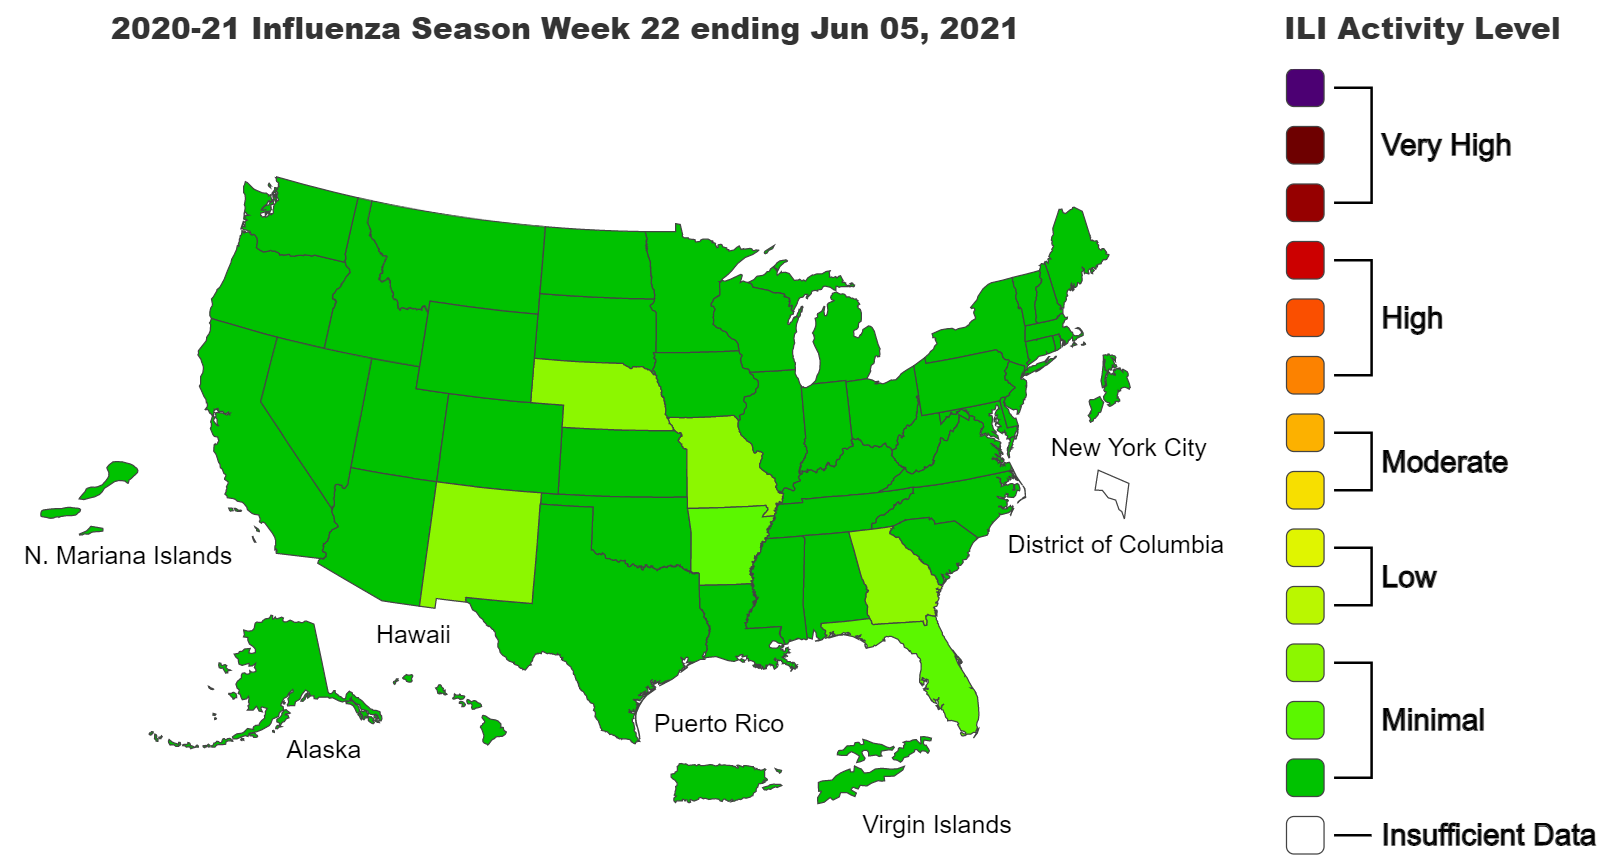 2020-21 Influenza Season Week 22 ending Jun 05, 2021
ILI Activity Level
Very High
High
Moderate
Low
Minimal
Insufficient Data
New York City
District of Columbia
N. Mariana Islands
Hawaii
Alaska
Puerto Rico
Virgin Islands